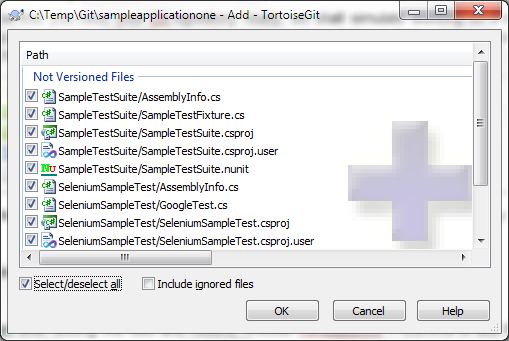 C:\Temp\Git\sampleapplicationone - Add - TortoiseGit
Path
Not Versioned Files
SampleTestSuite/AssemblyInfo.cs
SampleTestSuite/SampleTestFixture.cs
SampleTestSuite/SampleTestSuite.csproj
SampleTestSuite/SampleTestSuite.csproj.user
SampleTestSuite/SampleTestSuite.nunit
SeleniumSampleTest/AssemblyInfo.cs
SeleniumSampleTest/GoogleTest.cs
SeleniumSampleTest/SeleniumSampleTest.csproj
SeleniumSampleTest/SeleniumSampleTest.csproj.user
Select/deselect all Include ignored files
OK Cancel Help